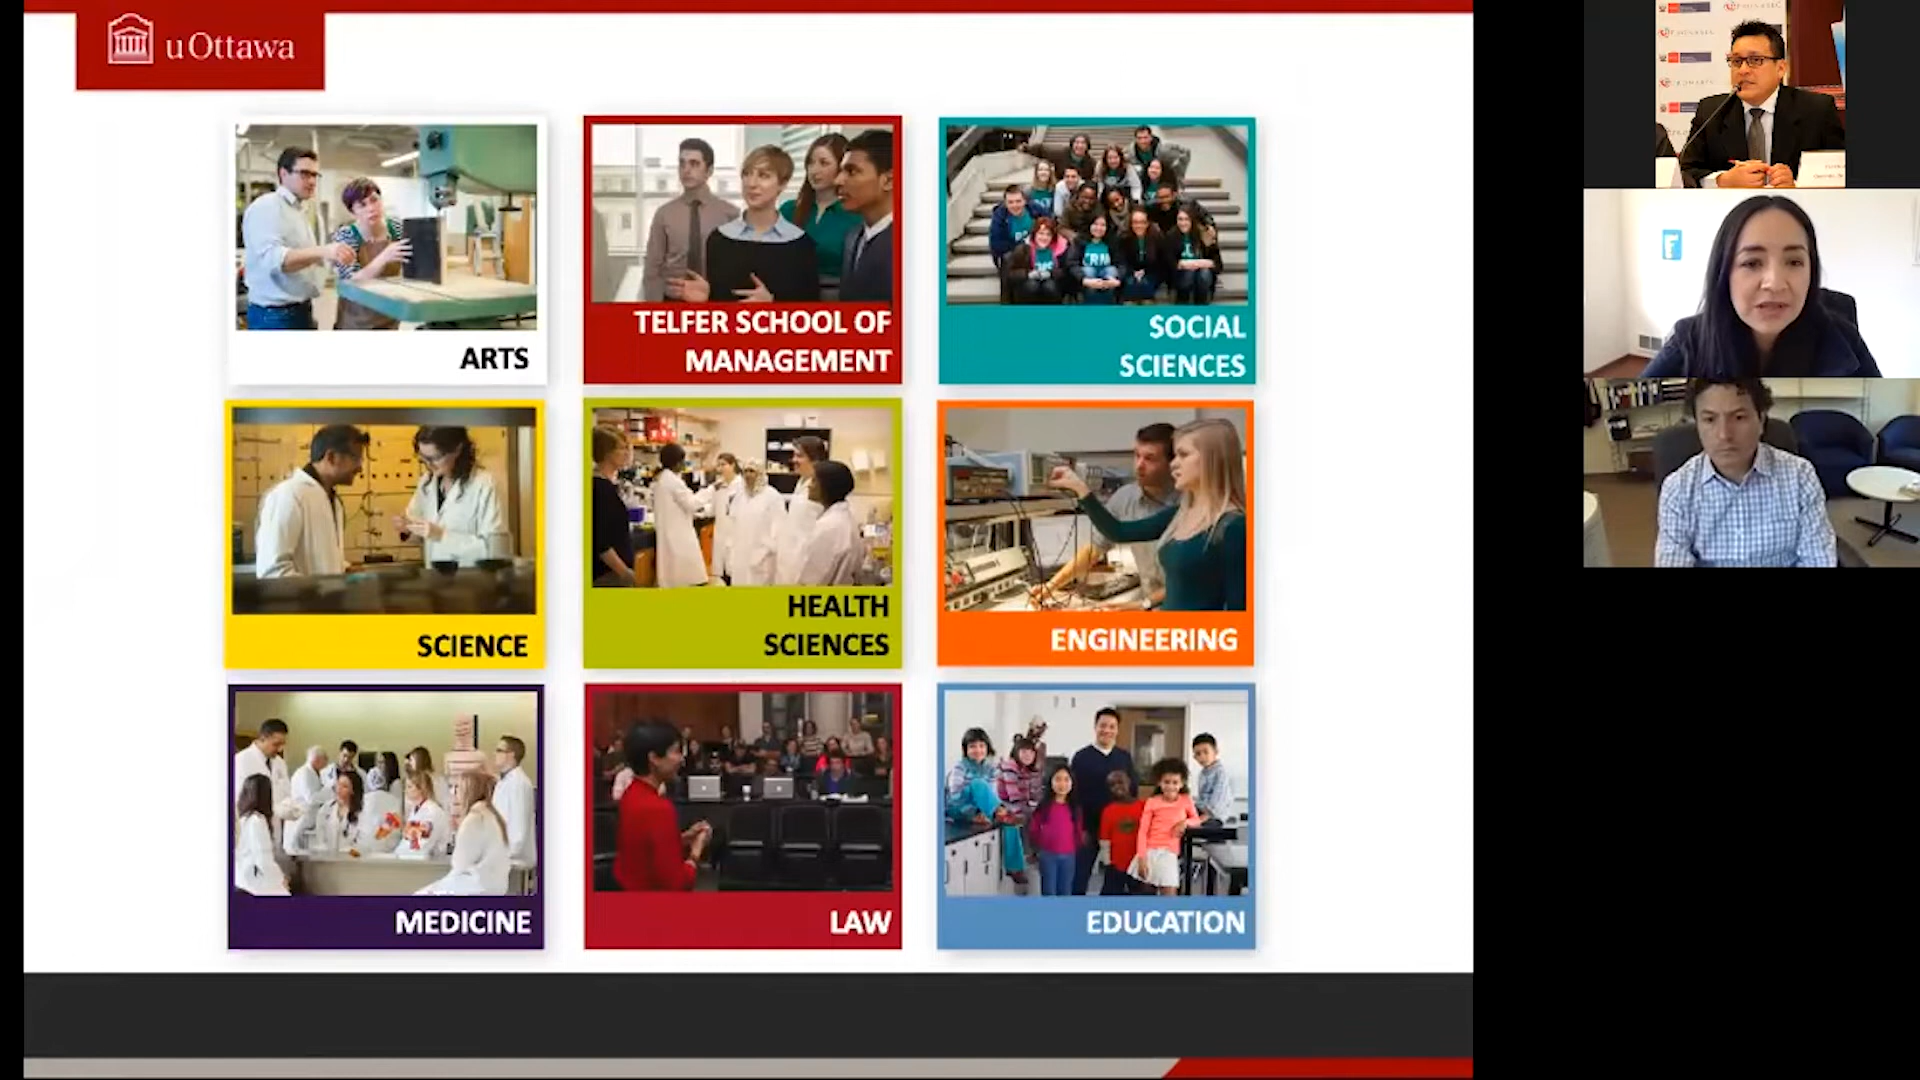 uOttawa
ARTS
TELFER SCHOOL OF
MANAGEMENT
SOCIAL
SCIENCES
SCIENCE
HEALTH
SCIENCES
ENGINEERING
MEDICINE
LAW
EDUCATION